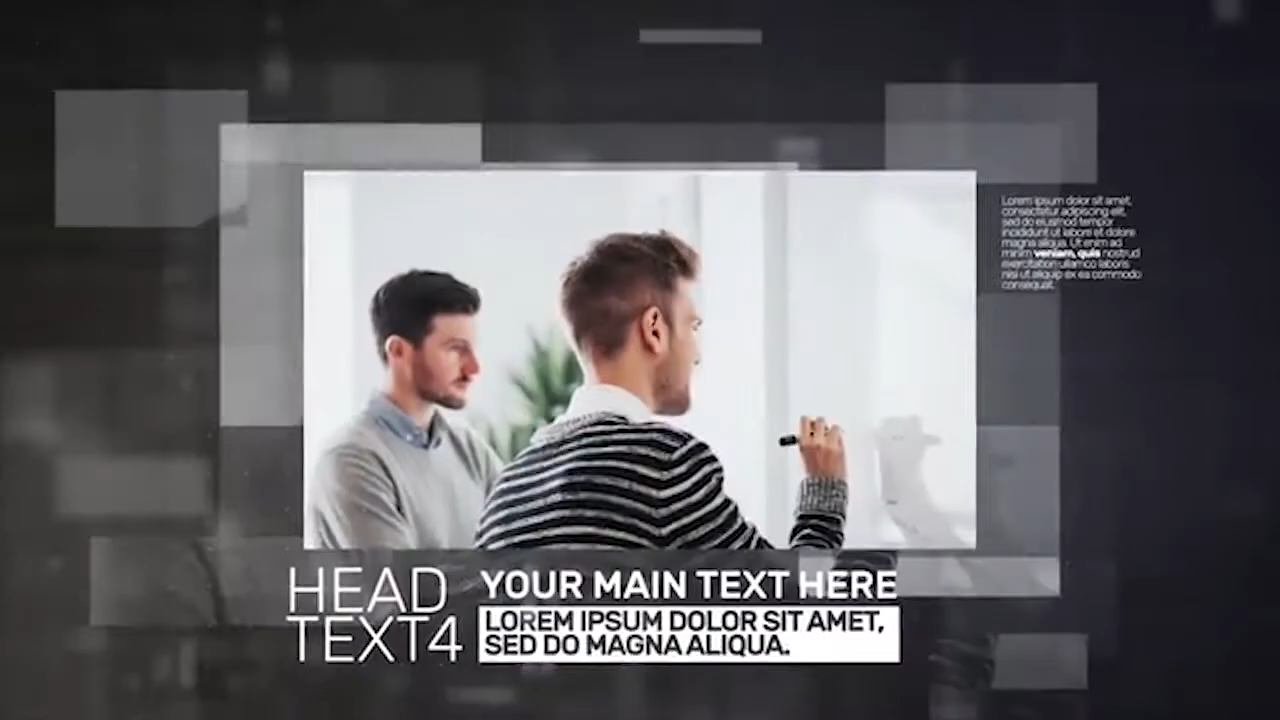 Lorem ipsum dolor sit amet,
consectetur adipiscing elit,
sed do eiusmod tempor
incididunt ut labore et dolore
magna aliqua. Ut enim ad
minim veniam, quis nostrud
exercitation ullamco laboris
nisi ut aliquip ex ea commodo
consequat.
HEAD
TEXT4
YOUR MAIN TEXT HERE
LOREM IPSUM DOLOR SIT AMET,
SED DO MAGNA ALIQUA.